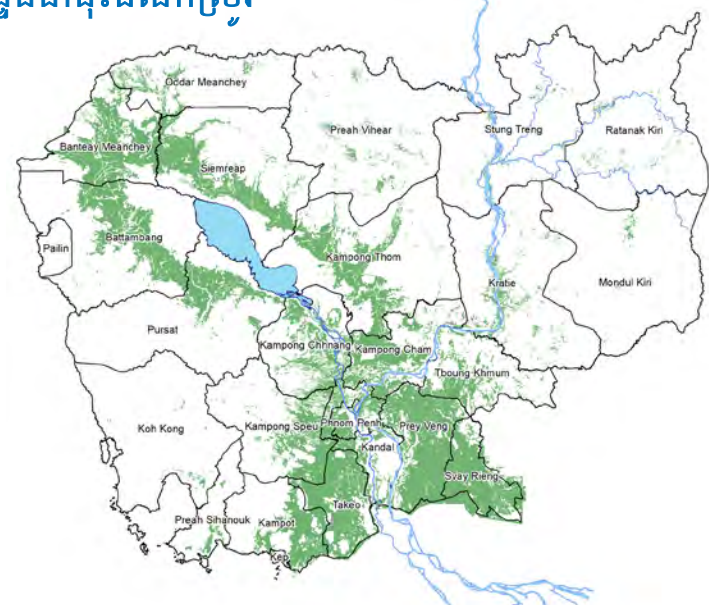 Oddar Meanchey
Preah Vihear
Stung Treng
Ratanak Kiri
Banteay Meanchey
Siemreap
Battambang
Pailin
Kampong Thom
Kratie
Mondul Kiri
Pursat
Kampong Chhnang
Kampong Cham
Tboung Khmum
Koh Kong
Kampong Speu
Phnom Penh
Prey Veng
Kandal
Svay Rieng
Takeo
Preah Sihanouk
Kampot
Kep